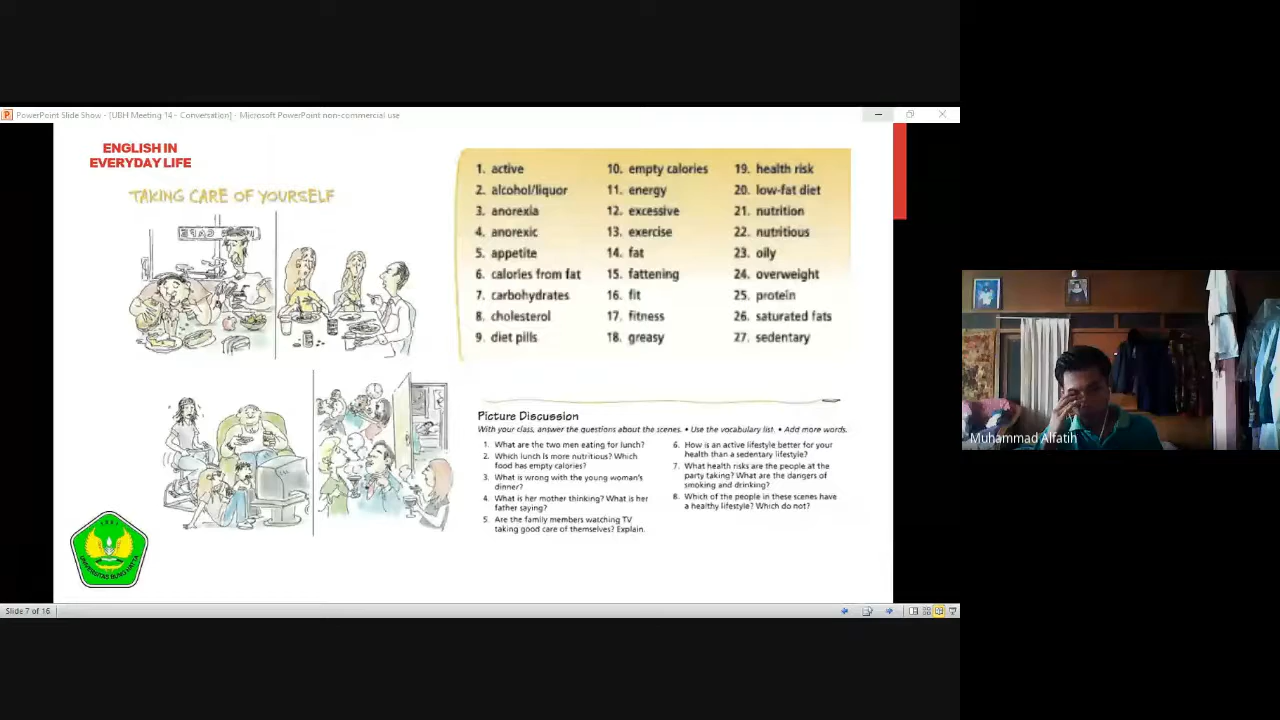 PowerPoint Slide Show - [UBH Meeting 14 - Conversation] - Microsoft PowerPoint non-commercial use
ENGLISH IN
EVERYDAY LIFE
TAKING CARE OF YOURSELF
1. active
2. alcohol/liquor
3. anorexia
4. anorexic
5. appetite
6. calories from fat
7. carbohydrates
8. cholesterol
9. diet pills
10. empty calories
11. energy
12. excessive
13. exercise
14. fat
15. fattening
16. fit
17. fitness
18. greasy
19. health risk
20. low-fat diet
21. nutrition
22. nutritious
23. oily
24. overweight
25. protein
26. saturated fats
27. sedentary
Picture Discussion
With your class, answer the questions about the scenes. • Use the vocabulary list. • Add more words.
1. What are the two men eating for lunch?
2. Which lunch is more nutritious? Which
food has empty calories?
3. What is wrong with the young woman's
dinner?
4. What is her mother thinking? What is her
father saying?
5. Are the family members watching TV
taking good care of themselves? Explain.
6. How is an active lifestyle better for your
health than a sedentary lifestyle?
7. What health risks are the people at the
party taking? What are the dangers of
smoking and drinking?
8. Which of the people in these scenes have
a healthy lifestyle? Which do not?
UNIVERSITAS BUNG HATTA
Slide 7 of 16
Muhammad Alfatih